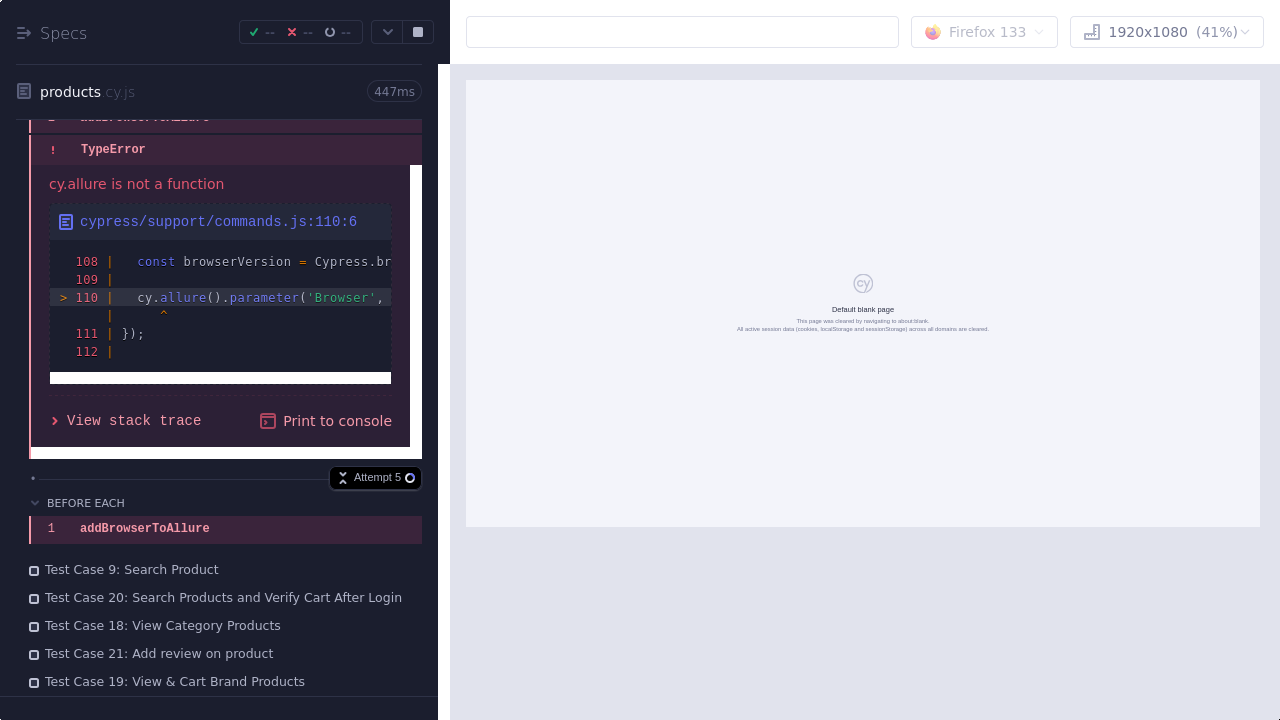 Specs
--
--
--
Firefox 133
1920x1080 (41%)
products.cy.js
447ms
addBrowserToAllure
! TypeError
cy.allure is not a function
cypress/support/commands.js:110:6
108 | const browserVersion = Cypress.br
109 |
> 110 | cy.allure().parameter('Browser',
| ^
111 | });
112 |
View stack trace
Print to console
Attempt 5
BEFORE EACH
1 addBrowserToAllure
Test Case 9: Search Product
Test Case 20: Search Products and Verify Cart After Login
Test Case 18: View Category Products
Test Case 21: Add review on product
Test Case 19: View & Cart Brand Products
cy
Default blank page
This page was cleared by navigating to about:blank.
All active session data (cookies, localStorage and sessionStorage) across all domains are cleared.